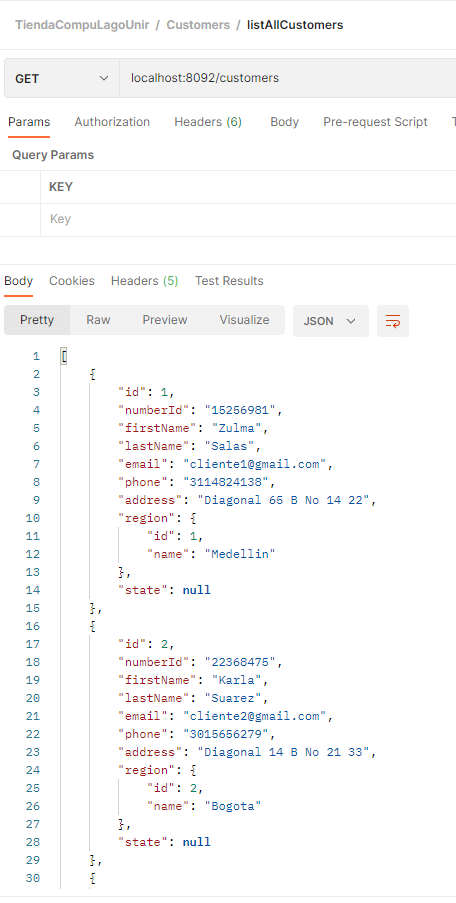 TiendaCompuLagoUnir / Customers / listAllCustomers
GET localhost:8092/customers
Params Authorization Headers (6) Body Pre-request Script T
Query Params
KEY
Key
Body Cookies Headers (5) Test Results
Pretty Raw Preview Visualize JSON
1 [
2 {
3 "id": 1,
4 "numberId": "15256981",
5 "firstName": "Zulma",
6 "lastName": "Salas",
7 "email": "cliente1@gmail.com",
8 "phone": "3114824138",
9 "address": "Diagonal 65 B No 14 22",
10 "region": {
11 "id": 1,
12 "name": "Medellin"
13 },
14 "state": null
15 },
16 {
17 "id": 2,
18 "numberId": "22368475",
19 "firstName": "Karla",
20 "lastName": "Suarez",
21 "email": "cliente2@gmail.com",
22 "phone": "3015656279",
23 "address": "Diagonal 14 B No 21 33",
24 "region": {
25 "id": 2,
26 "name": "Bogota"
27 },
28 "state": null
29 },
30 {